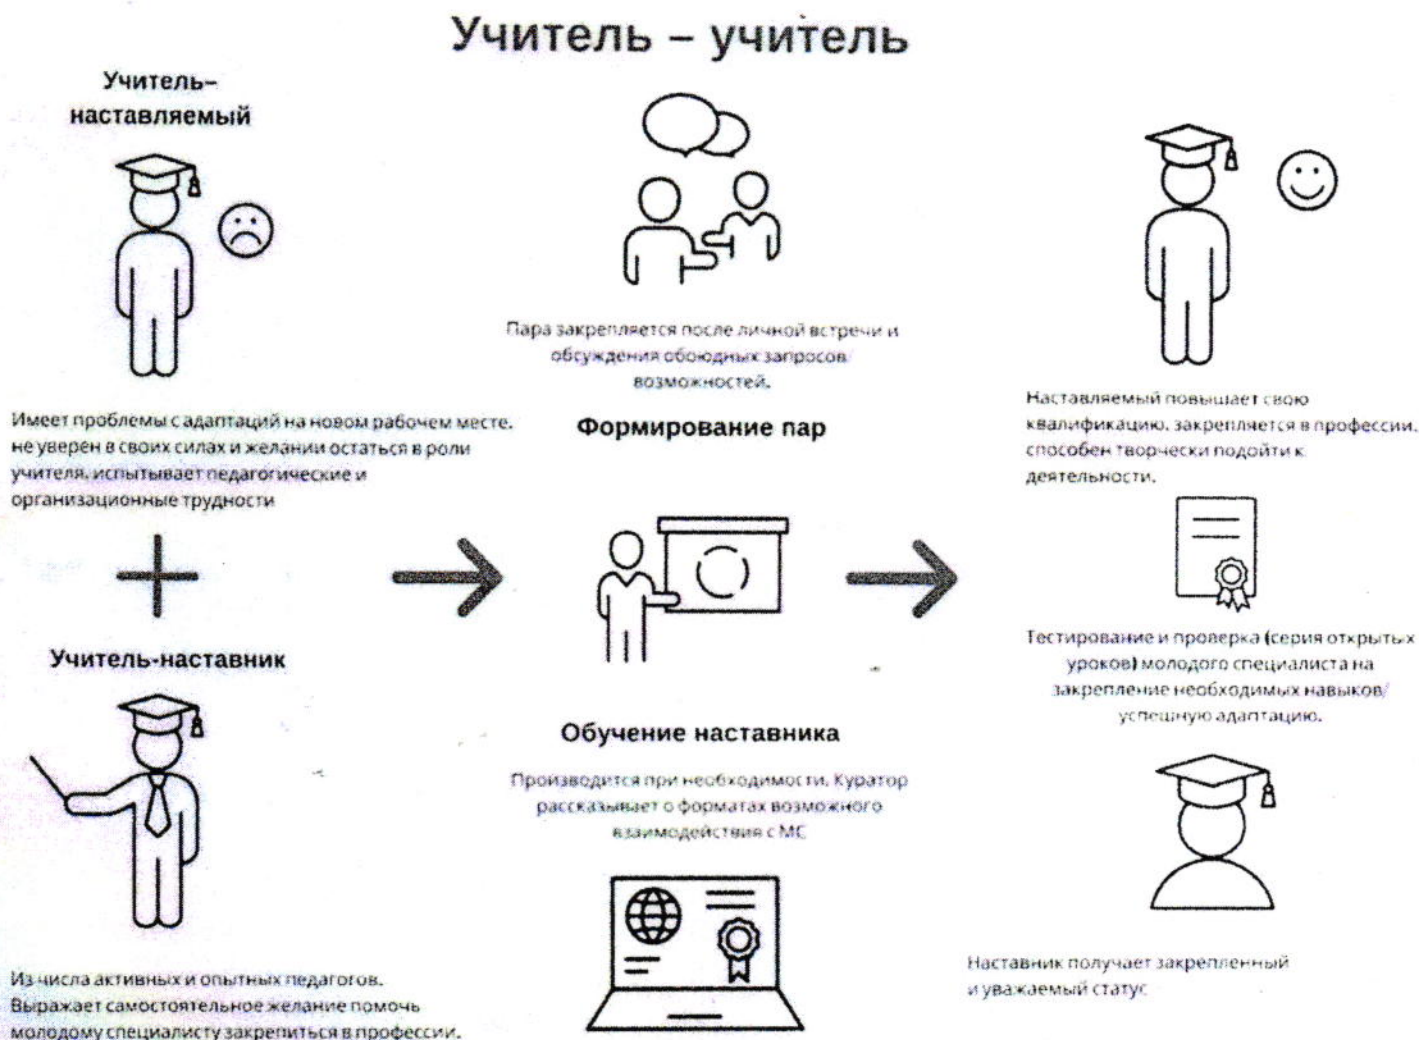 Учитель – учитель
Учитель–
наставляемый
Имеет проблемы с адаптаций на новом рабочем месте,
не уверен в своих силах и желании остаться в роли
учителя, испытывает педагогические и
организационные трудности
Учитель-наставник
Из числа активных и опытных педагогов.
Выражает самостоятельное желание помочь
молодому специалисту закрепиться в профессии.
Пара закрепляется после личной встречи и
обсуждения обоюдных запросов/
возможностей.
Формирование пар
Обучение наставника
Производится при необходимости. Куратор
рассказывает о форматах возможного
взаимодействия с МС
Наставляемый повышает свою
квалификацию, закрепляется в профессии,
способен творчески подойти к
деятельности.
Тестирование и проверка (серия открытых
уроков) молодого специалиста на
закрепление необходимых навыков/
успешную адаптацию.
Наставник получает закрепленный
и уважаемый статус